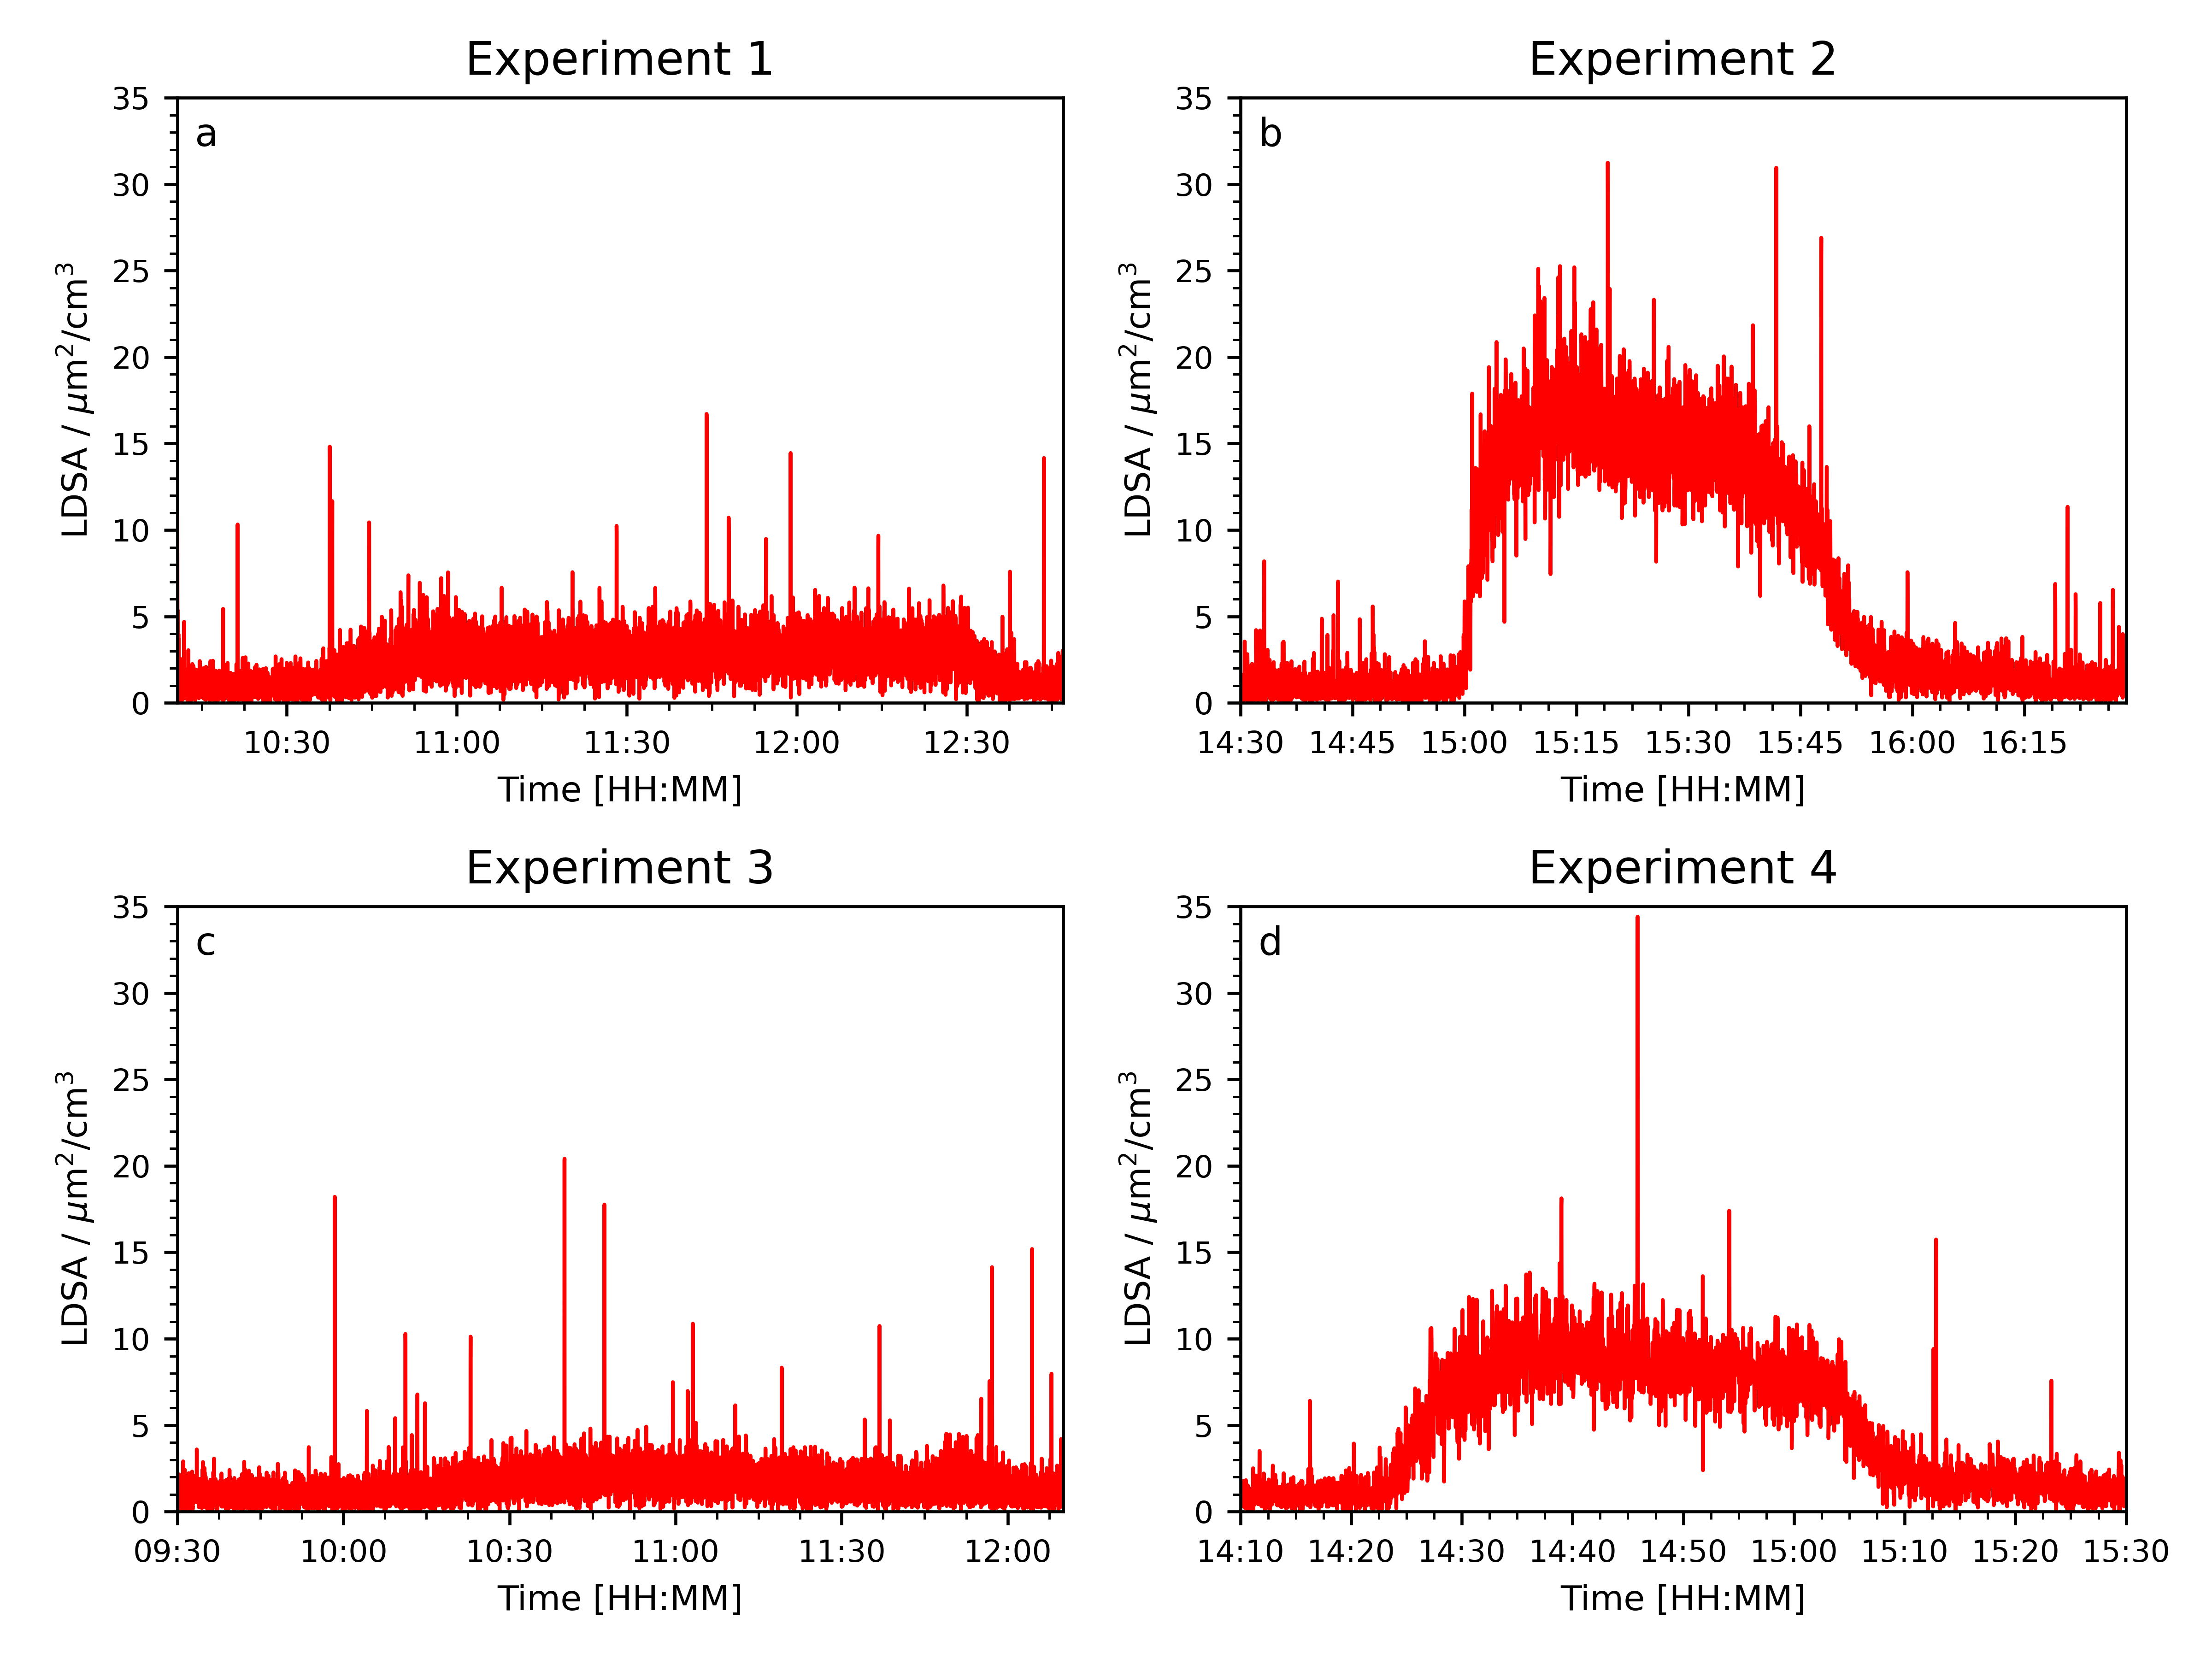 Experiment 1
a
35
30
25
20
15
10
5
0
LDSA / μm²/cm³
10:30 11:00 11:30 12:00 12:30
Time [HH:MM]
Experiment 2
b
35
30
25
20
15
10
5
0
LDSA / μm²/cm³
14:30 14:45 15:00 15:15 15:30 15:45 16:00 16:15
Time [HH:MM]
Experiment 3
c
35
30
25
20
15
10
5
0
LDSA / μm²/cm³
09:30 10:00 10:30 11:00 11:30 12:00
Time [HH:MM]
Experiment 4
d
35
30
25
20
15
10
5
0
LDSA / μm²/cm³
14:10 14:20 14:30 14:40 14:50 15:00 15:10 15:20 15:30
Time [HH:MM]